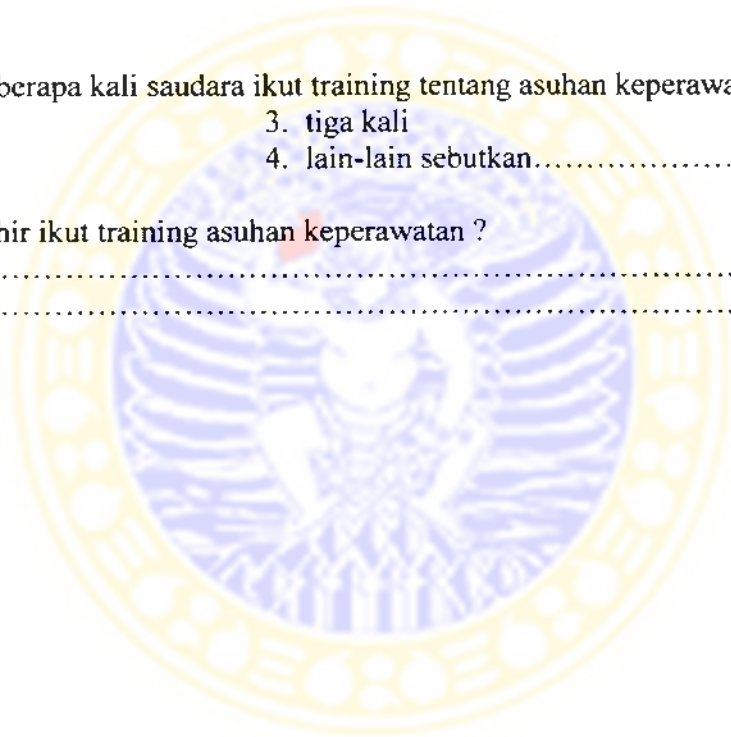 berapa kali saudara ikut training tentang asuhan keperawa
3. tiga kali
4. lain-lain sebutkan....................
hir ikut training asuhan keperawatan ?
................................................................................
................................................................................